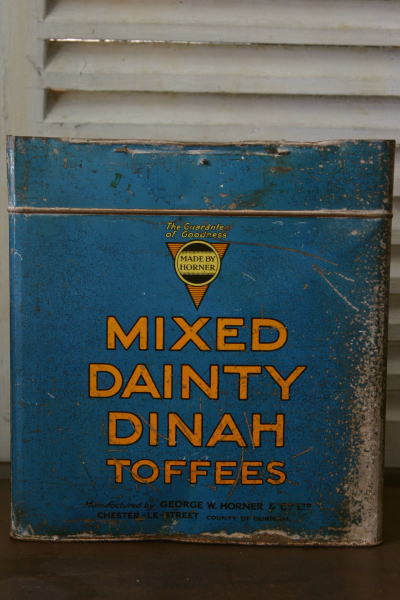 The Guarantee
of Goodness
MADE BY
HORNER
MIXED
DAINTY
DINAH
TOFFEES
Manufactured by GEORGE W. HORNER & Co LTD
CHESTER-LE-STREET COUNTY OF DURHAM.